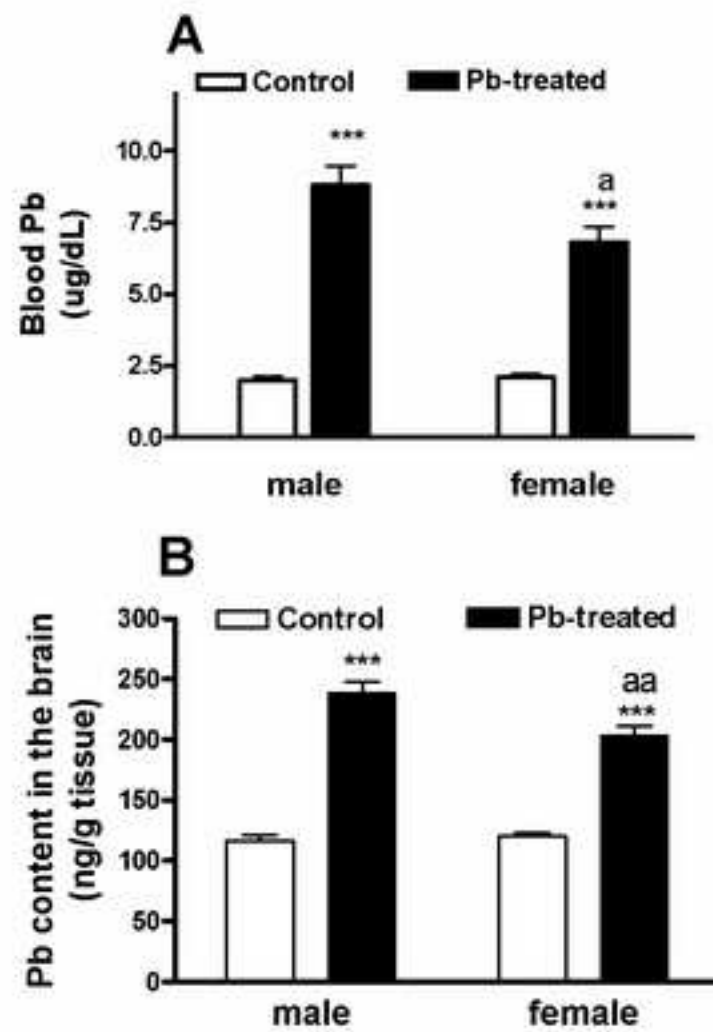 A
Control Pb-treated
Blood Pb
(ug/dL)
10.0
7.5
5.0
2.5
0.0
***
a
***
male female
B
Control Pb-treated
Pb content in the brain
(ng/g tissue)
300
250
200
150
100
50
0
***
aa
***
male female